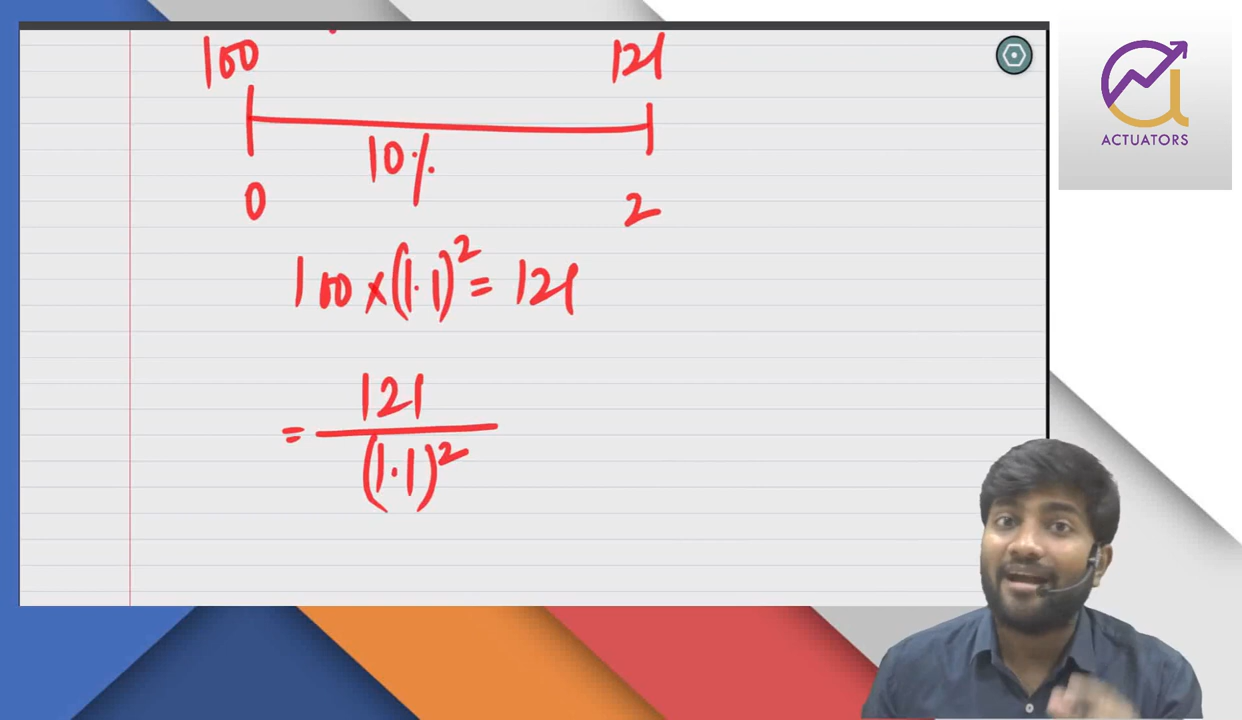 100 121
10%
0 2
100 × (1.1)² = 121
= 121 / (1.1)²
ACTUATORS